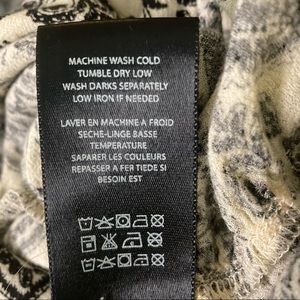 MACHINE WASH COLD
TUMBLE DRY LOW
WASH DARKS SEPARATELY
LOW IRON IF NEEDED
LAVER EN MACHINE A FROID
SECHE-LINGE BASSE
TEMPERATURE
SAPARER LES COULEURS
REPASSER A FER TIEDE SI
BESOIN EST